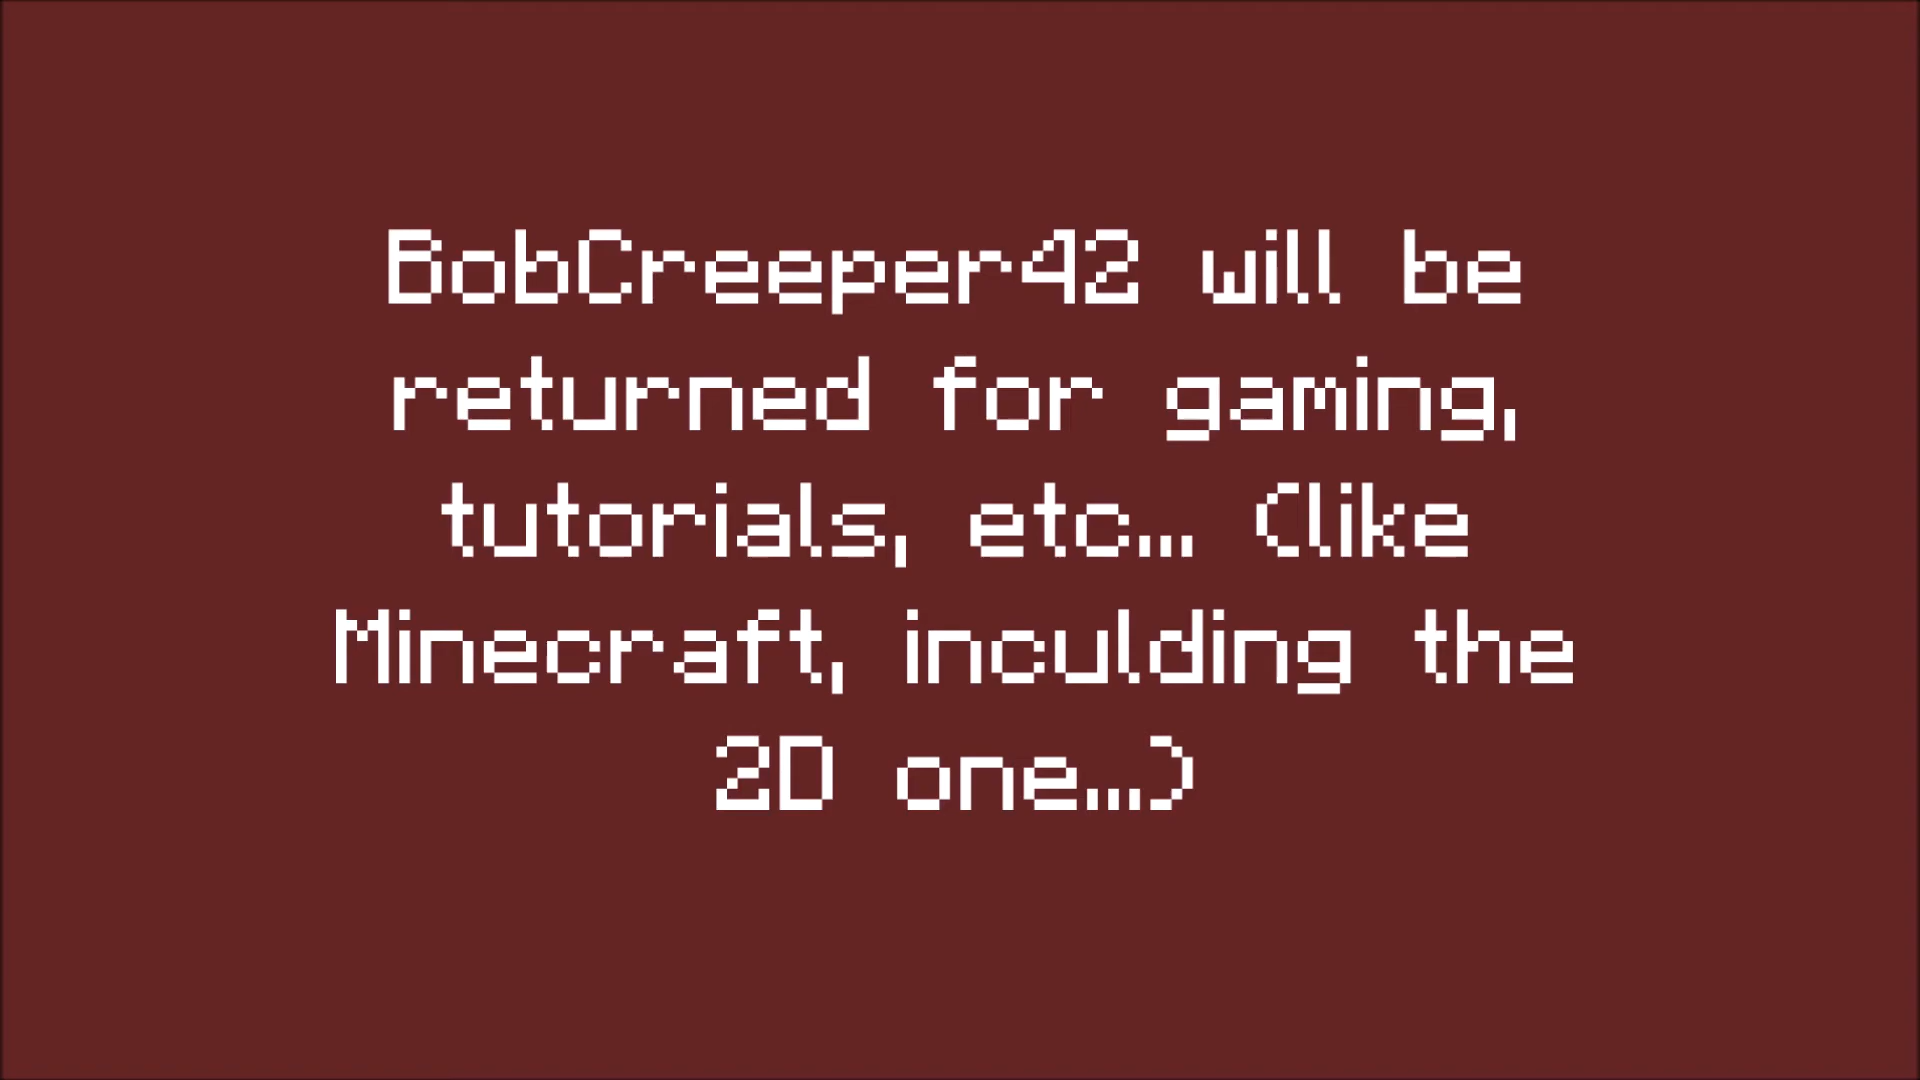 BobCreeper42 will be
returned for gaming,
tutorials, etc... (like
Minecraft, inculding the
2D one...)